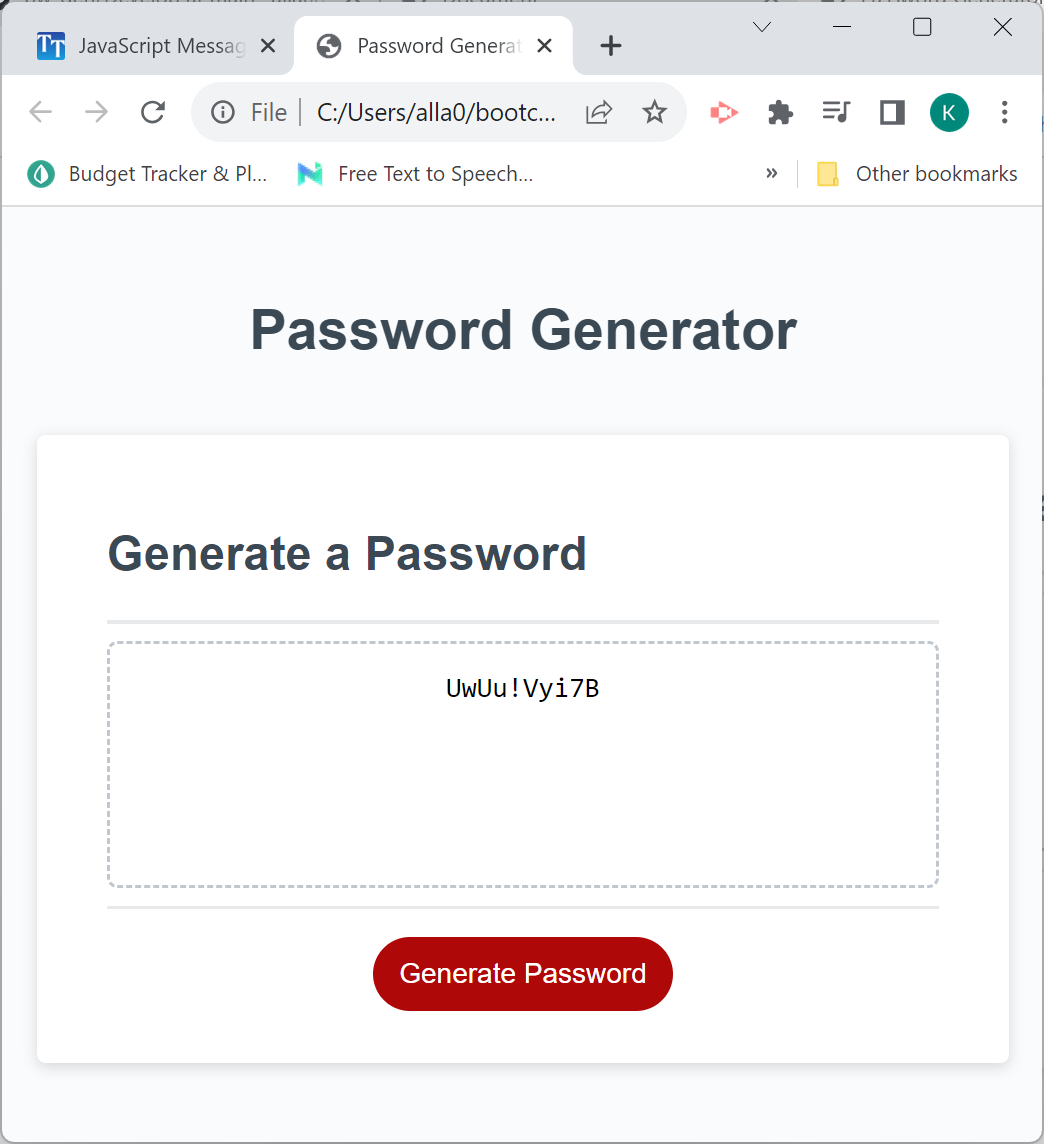 JavaScript Messag
Password Generat
File
C:/Users/alla0/bootc...
K
Budget Tracker & Pl...
Free Text to Speech...
»
Other bookmarks
Password Generator
Generate a Password
UwUu!Vyi7B
Generate Password